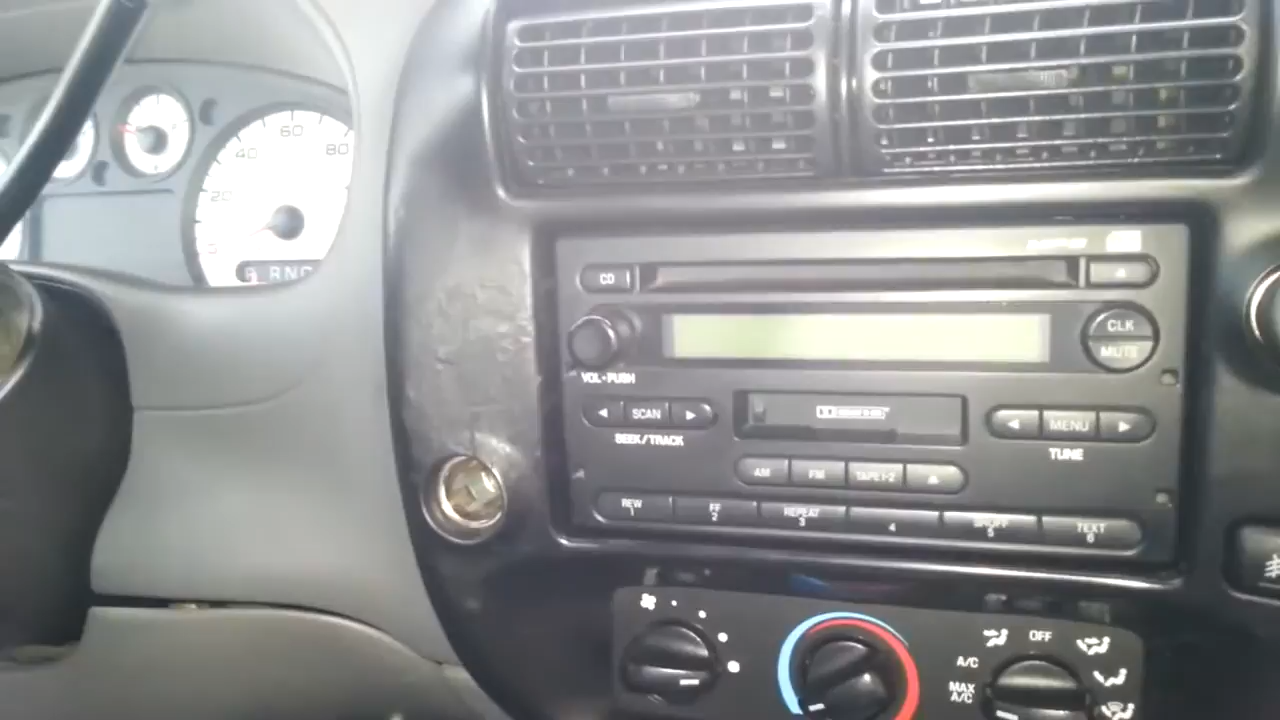 60
40
80
20
R N
CD
CLK
MUTE
VOL•PUSH
SCAN
SEEK/TRACK
MENU
TUNE
AM
FM
TAPE 1-2
REW
1
FF
2
REPEAT
3
4
SHUFF
5
TEXT
6
OFF
A/C
MAX
A/C